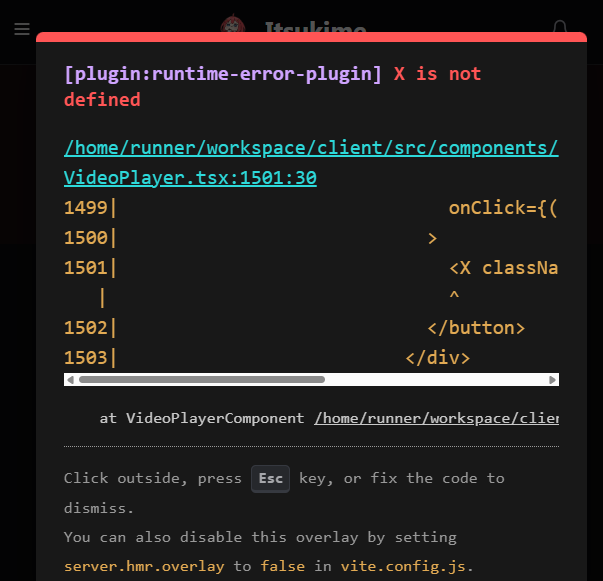 Itsukime
[plugin:runtime-error-plugin] X is not
defined
/home/runner/workspace/client/src/components/
VideoPlayer.tsx:1501:30
1499|                               onClick={(
1500|                             >
1501|                               <X classNa
    |                               ^
1502|                             </button>
1503|                           </div>
at VideoPlayerComponent /home/runner/workspace/clien
Click outside, press Esc key, or fix the code to
dismiss.
You can also disable this overlay by setting
server.hmr.overlay to false in vite.config.js.